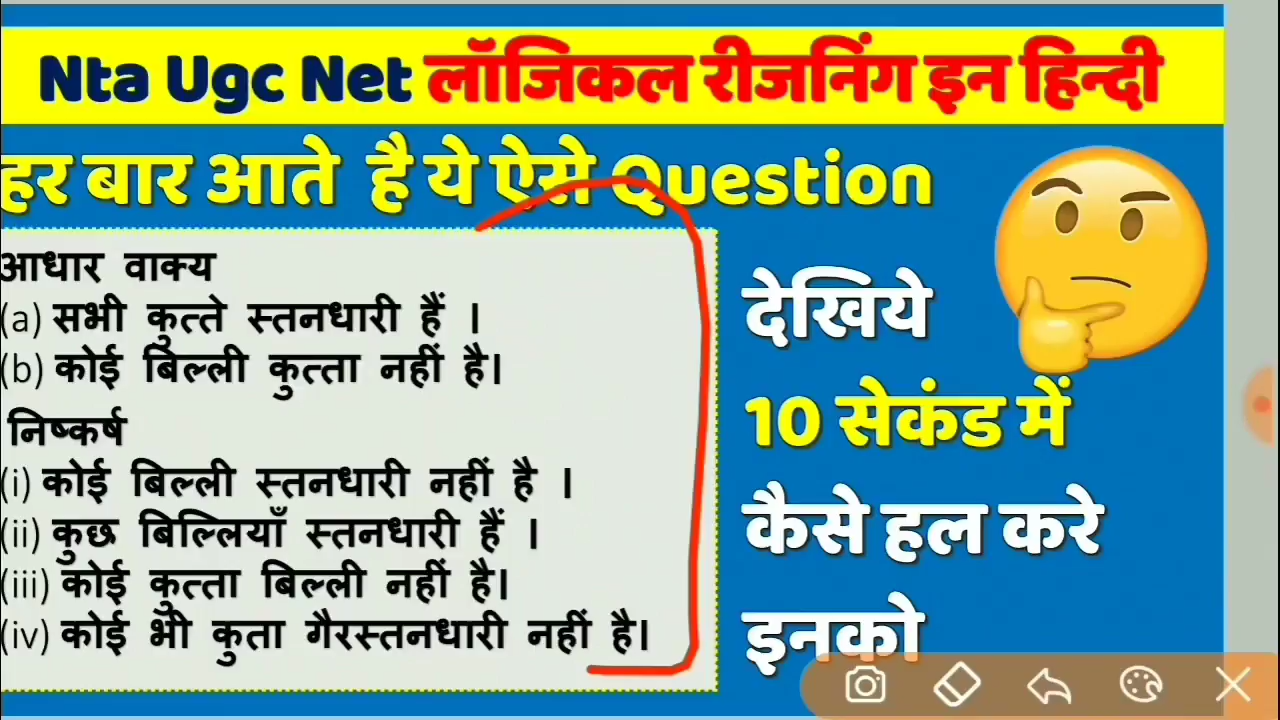 Nta Ugc Net लॉजिकल रीजनिंग इन हिन्दी
हर बार आते है ये ऐसे Question
आधार वाक्य
(a) सभी कुत्ते स्तनधारी हैं ।
(b) कोई बिल्ली कुत्ता नहीं है।
निष्कर्ष
(i) कोई बिल्ली स्तनधारी नहीं है ।
(ii) कुछ बिल्लियाँ स्तनधारी हैं ।
(iii) कोई कुत्ता बिल्ली नहीं है।
(iv) कोई भी कुता गैरस्तनधारी नहीं है।
देखिये
10 सेकंड में
कैसे हल करे
इनको